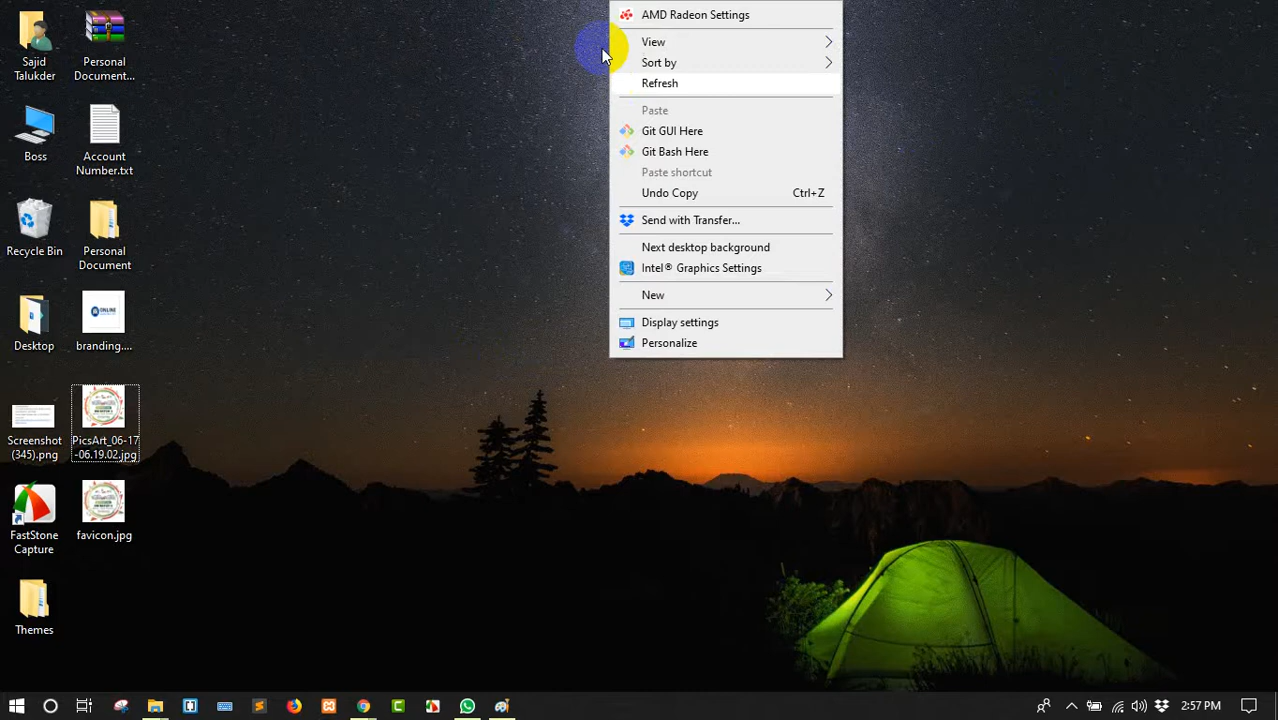 Sajid
Talukder
Personal
Document...
Boss
Account
Number.txt
Recycle Bin
Personal
Document
Desktop
branding....
Screenshot
(345).png
PicsArt_06-17
-06.19.02.jpg
FastStone
Capture
favicon.jpg
Themes
AMD Radeon Settings
View
Sort by
Refresh
Paste
Git GUI Here
Git Bash Here
Paste shortcut
Undo Copy Ctrl+Z
Send with Transfer...
Next desktop background
Intel® Graphics Settings
New
Display settings
Personalize
ONLINE
2:57 PM